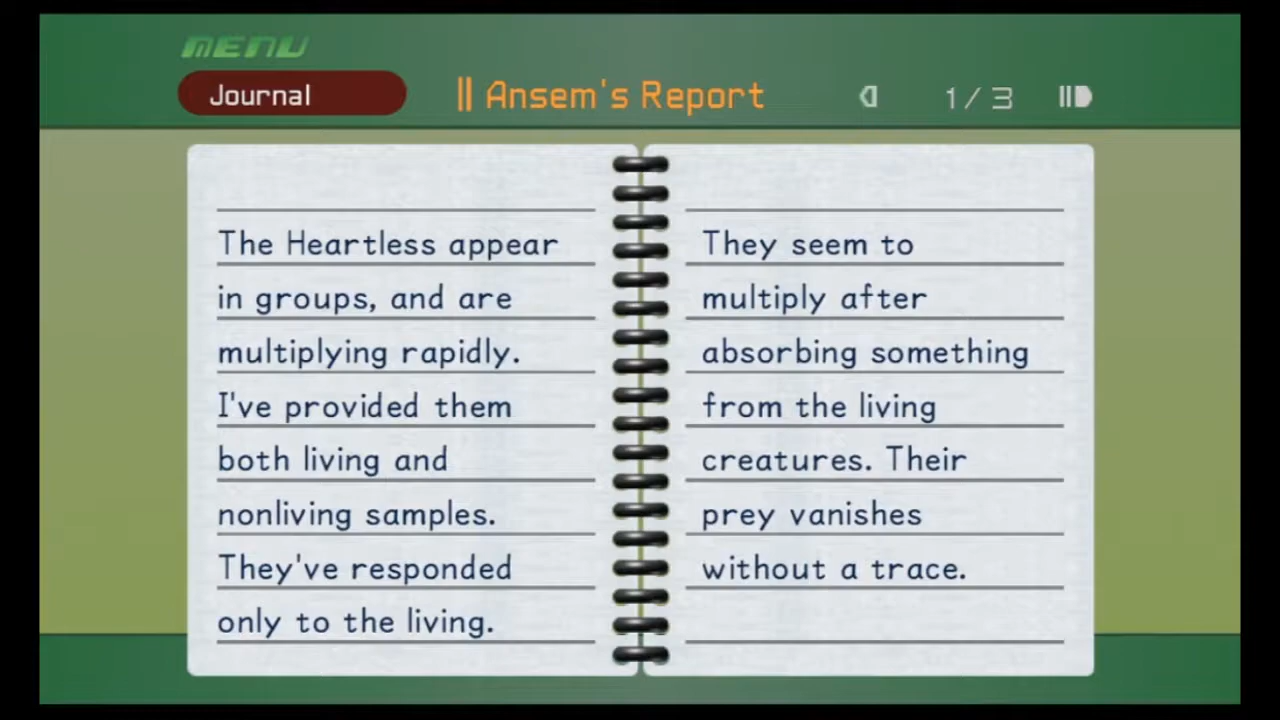 MENU
Journal
Ansem's Report
1/3
The Heartless appear
in groups, and are
multiplying rapidly.
I've provided them
both living and
nonliving samples.
They've responded
only to the living.
They seem to
multiply after
absorbing something
from the living
creatures. Their
prey vanishes
without a trace.